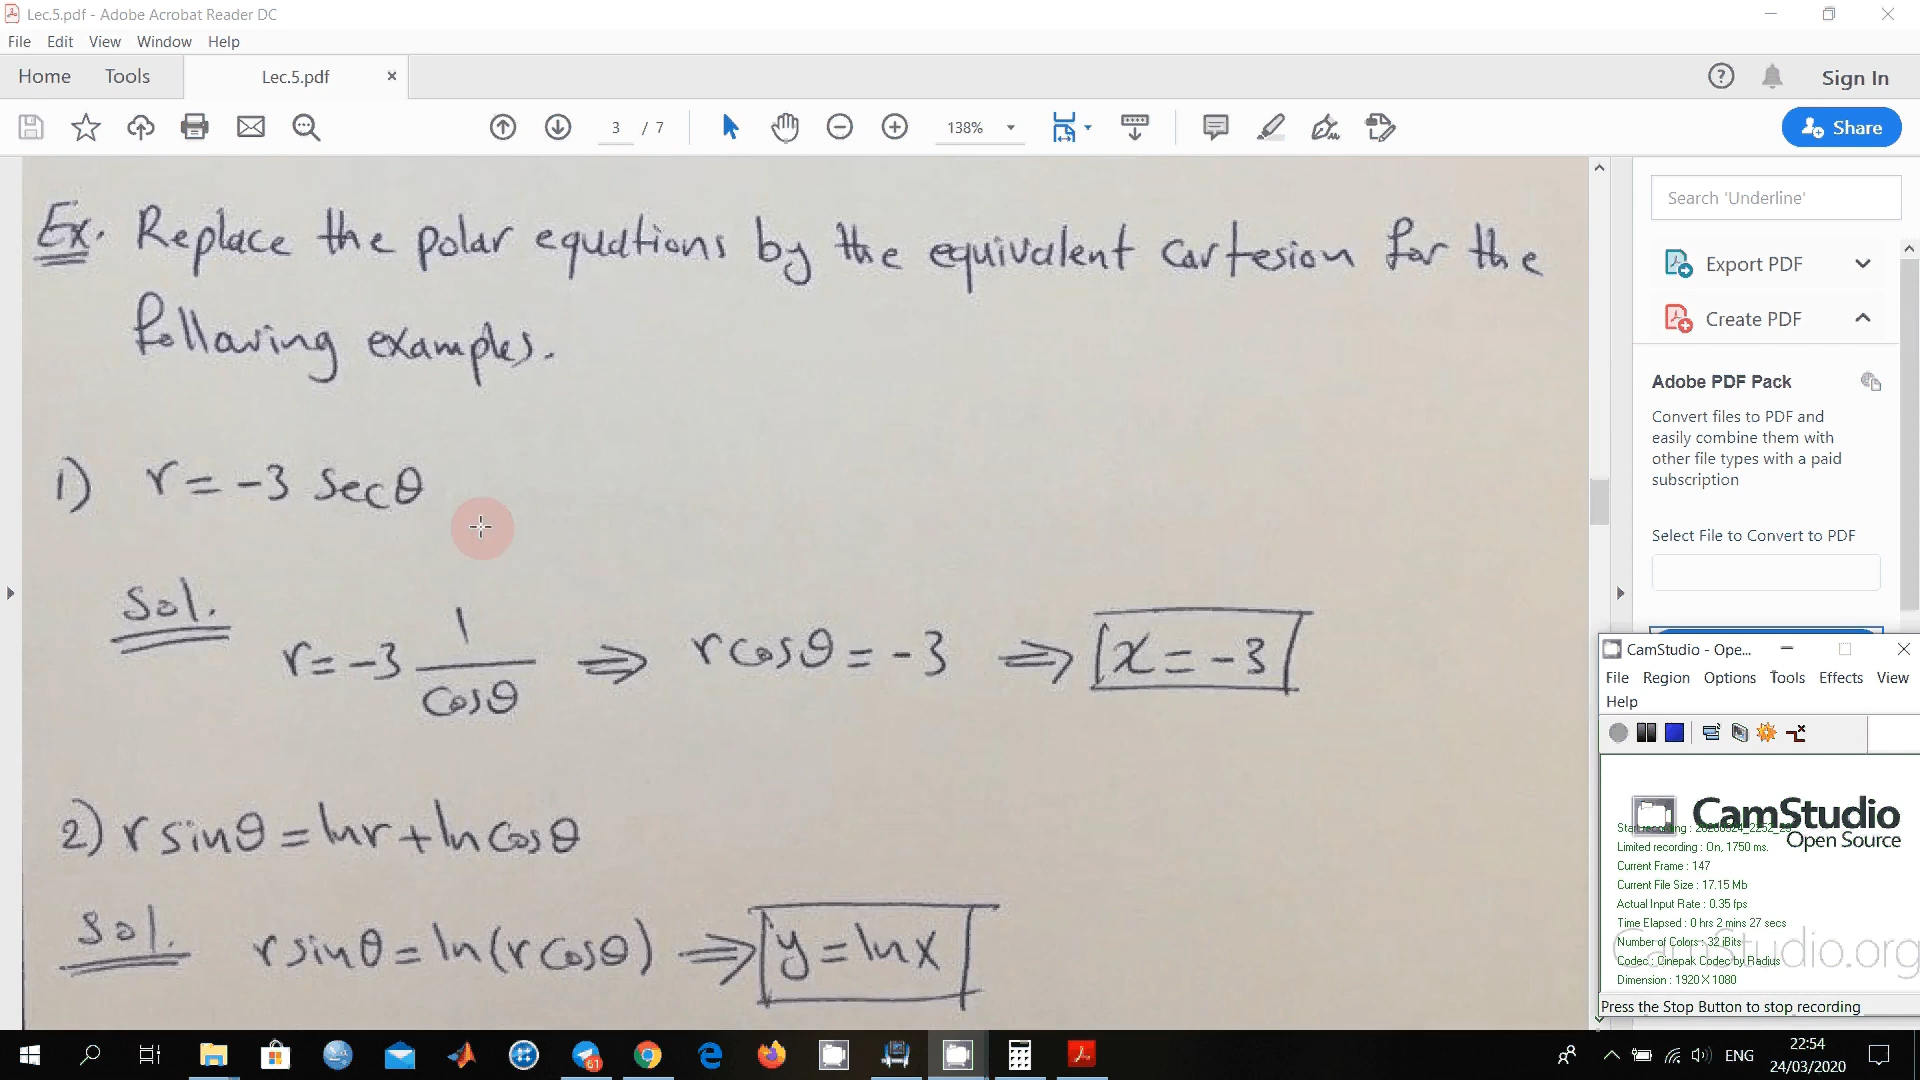 Lec.5.pdf - Adobe Acrobat Reader DC
File Edit View Window Help
Home Tools Lec.5.pdf × Sign In
3 / 7 138% Share
Ex. Replace the polar equations by the equivalent cartesion for the
following examples.
1) r = -3 secθ
Sol.
r = -3 1/cosθ ⇒ r cosθ = -3 ⇒ x = -3
2) r sinθ = ln r + ln cosθ
Sol. r sinθ = ln(r cosθ) ⇒ y = ln x
Search 'Underline'
Export PDF
Create PDF
Adobe PDF Pack
Convert files to PDF and
easily combine them with
other file types with a paid
subscription
Select File to Convert to PDF
CamStudio - Ope...
File Region Options Tools Effects View
Help
CamStudio
Open Source
Limited recording : On, 1750 ms.
Current Frame : 147
Current File Size : 17.15 Mb
Actual Input Rate : 0.35 fps
Time Elapsed : 0 hrs 2 mins 27 secs
Number of Colors : 32 iBits
CamStudio.org
Codec : Cinepak Codec by Radius
Dimension : 1920 X 1080
Press the Stop Button to stop recording
61
ENG
22:54
24/03/2020